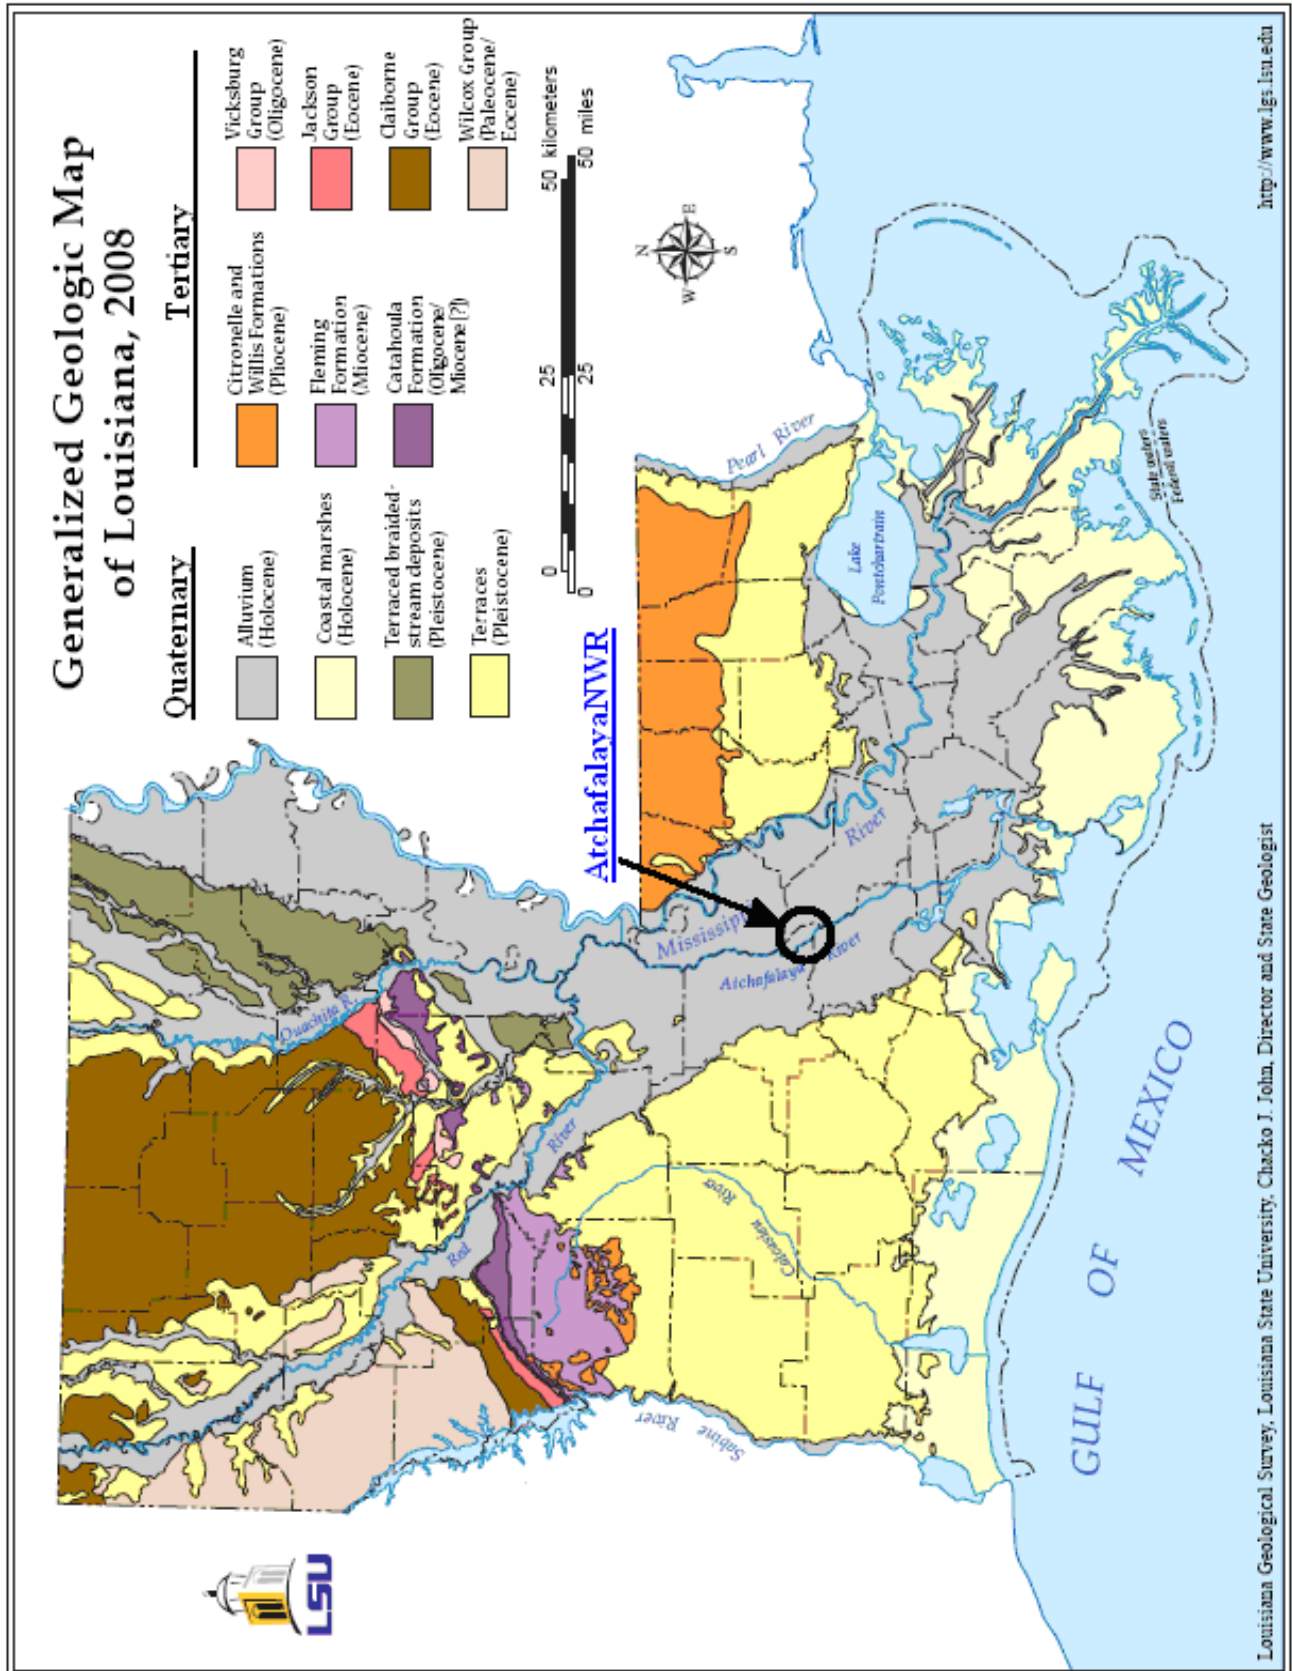 Generalized Geologic Map
of Louisiana, 2008
Quaternary
Alluvium
(Holocene)
Coastal marshes
(Holocene)
Terraced braided-
stream deposits
(Pleistocene)
Terraces
(Pleistocene)
Tertiary
Citronelle and
Willis Formations
(Pliocene)
Fleming
Formation
(Miocene)
Catahoula
Formation
(Oligocene/
Miocene[?])
Vicksburg
Group
(Oligocene)
Jackson
Group
(Eocene)
Claiborne
Group
(Eocene)
Wilcox Group
(Paleocene/
Eocene)
0 25 50 kilometers
0 25 50 miles
N
W E
S
AtchafalayaNWR
LSU
Ouachita R.
Red
River
Mississippi
River
Atchafalaya
River
Pearl River
Lake
Pontchartrain
Calcasieu
River
Sabine
River
State waters
Federal waters
GULF OF MEXICO
Louisiana Geological Survey, Louisiana State University, Chacko J. John, Director and State Geologist
http://www.lgs.lsu.edu